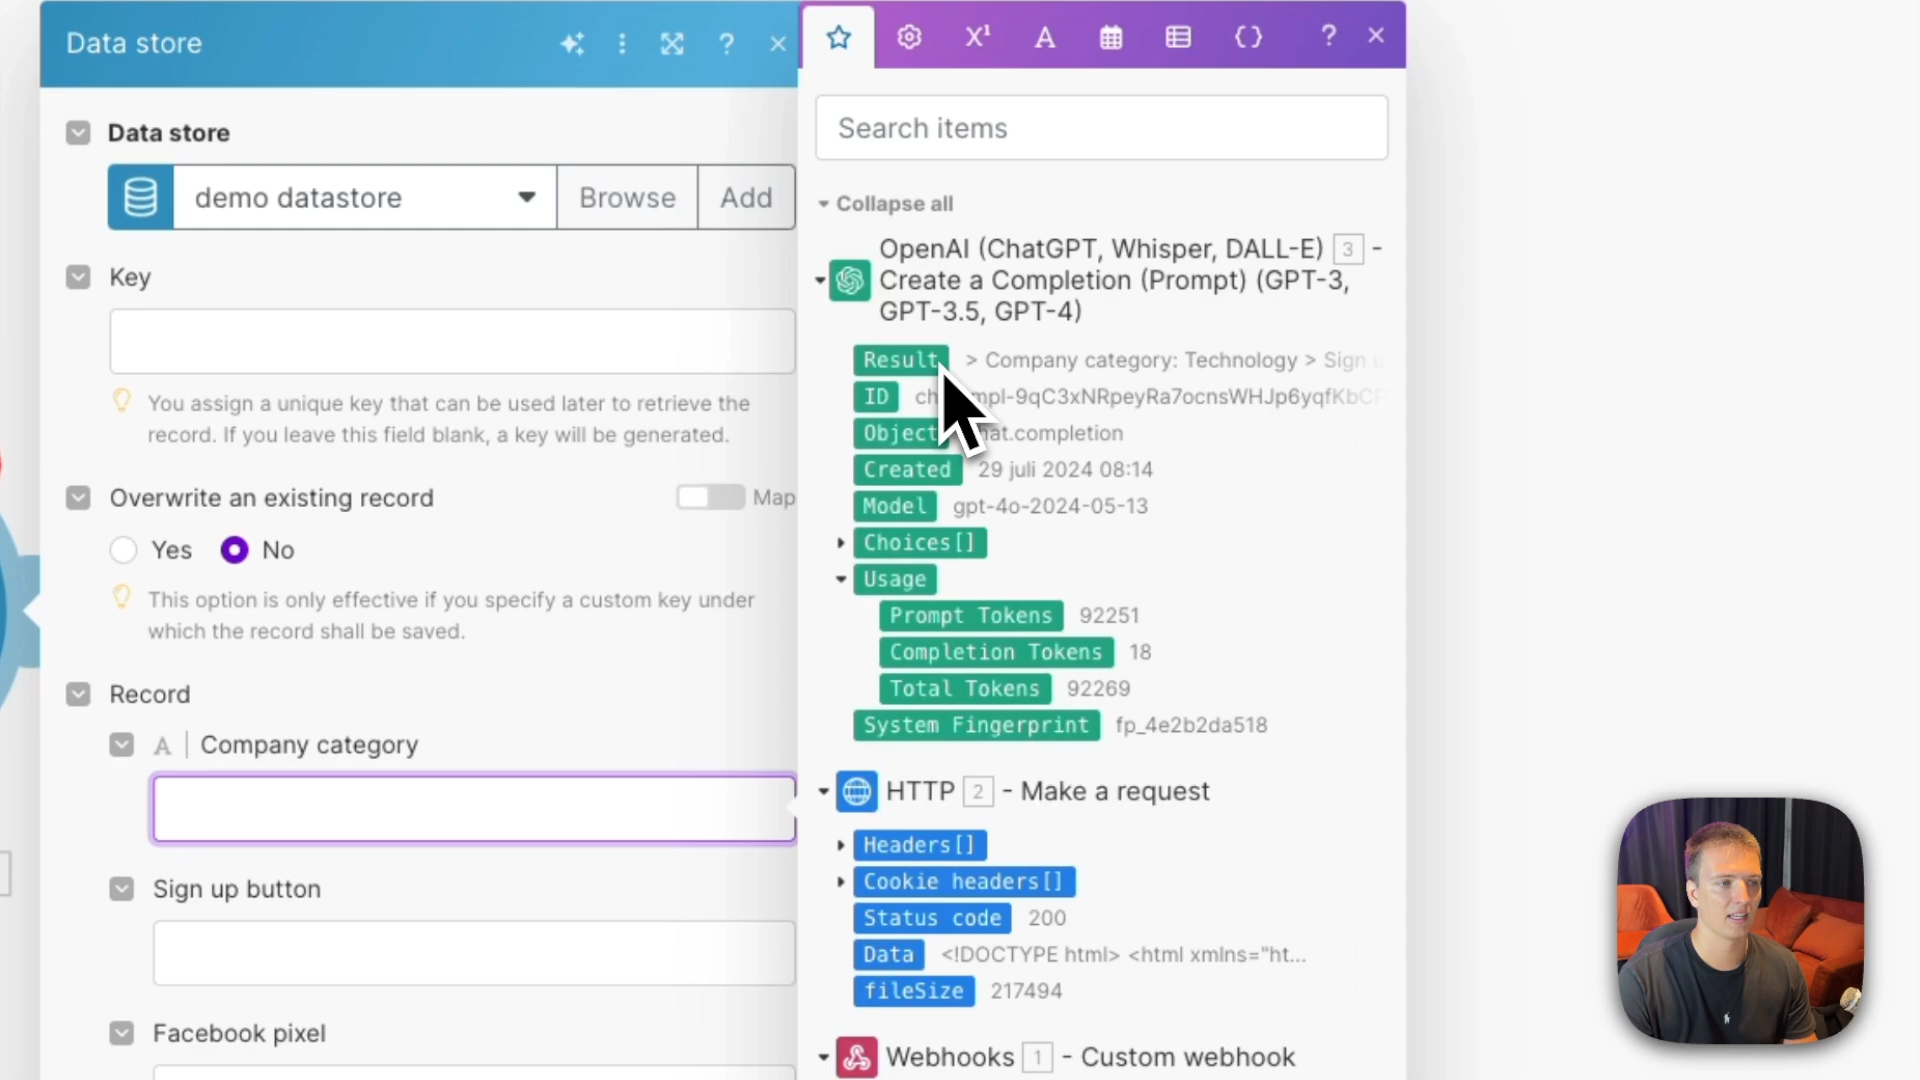 Data store
?
X¹
A
?
Data store
demo datastore
Browse
Add
Key
You assign a unique key that can be used later to retrieve the
record. If you leave this field blank, a key will be generated.
Overwrite an existing record
Map
Yes
No
This option is only effective if you specify a custom key under
which the record shall be saved.
Record
A | Company category
Sign up button
Facebook pixel
Search items
Collapse all
OpenAI (ChatGPT, Whisper, DALL-E) 3 -
Create a Completion (Prompt) (GPT-3,
GPT-3.5, GPT-4)
Result > Company category: Technology > Sign
ID
Object
Created 29 juli 2024 08:14
Model gpt-4o-2024-05-13
Choices[]
Usage
Prompt Tokens 92251
Completion Tokens 18
Total Tokens 92269
System Fingerprint fp_4e2b2da518
HTTP 2 - Make a request
Headers[]
Cookie headers[]
Status code 200
Data <!DOCTYPE html> <html xmlns="ht...
fileSize 217494
Webhooks 1 - Custom webhook